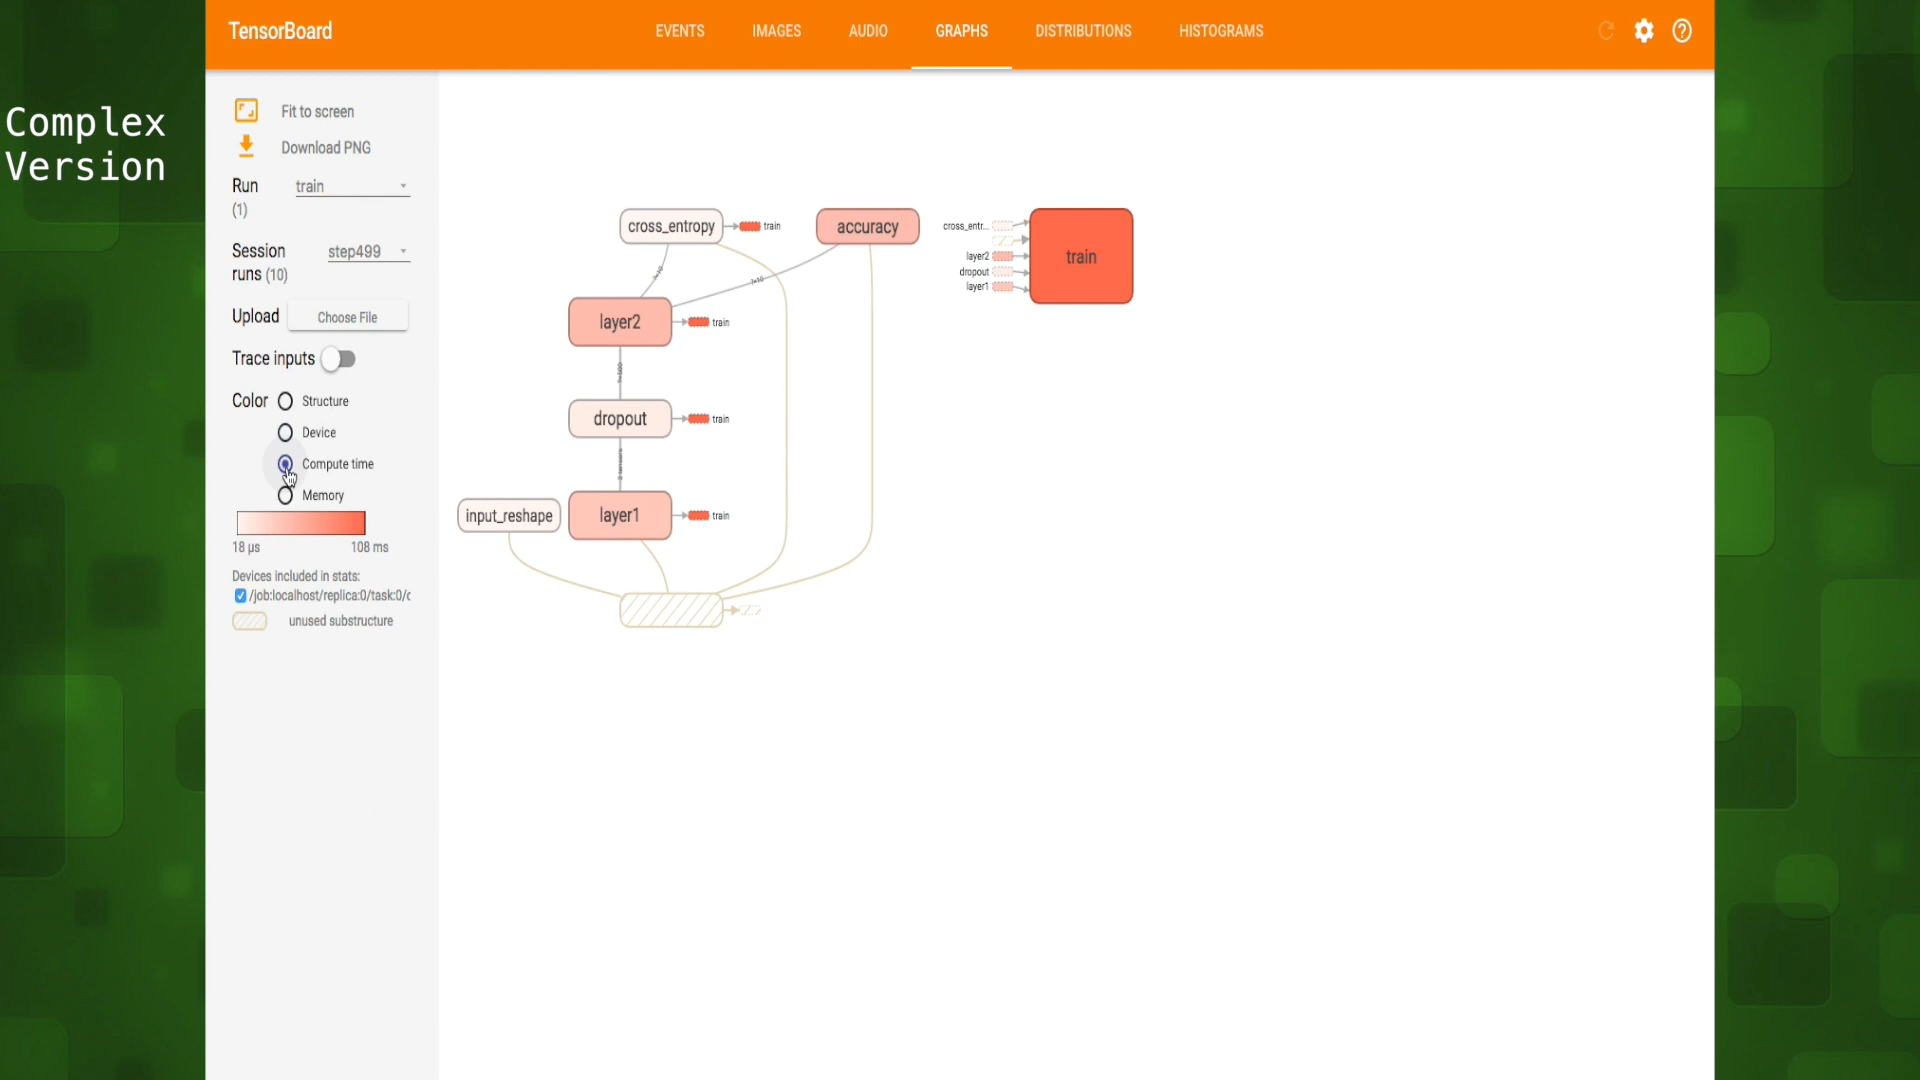 Complex
Version
TensorBoard
EVENTS
IMAGES
AUDIO
GRAPHS
DISTRIBUTIONS
HISTOGRAMS
Fit to screen
Download PNG
Run
(1)
train
Session
runs (10)
step499
Upload
Choose File
Trace inputs
Color
Structure
Device
Compute time
Memory
18 µs
108 ms
Devices included in stats:
/job:localhost/replica:0/task:0/c
unused substructure
cross_entropy
train
accuracy
layer2
train
dropout
train
input_reshape
layer1
train
cross_entr...
layer2
dropout
layer1
train